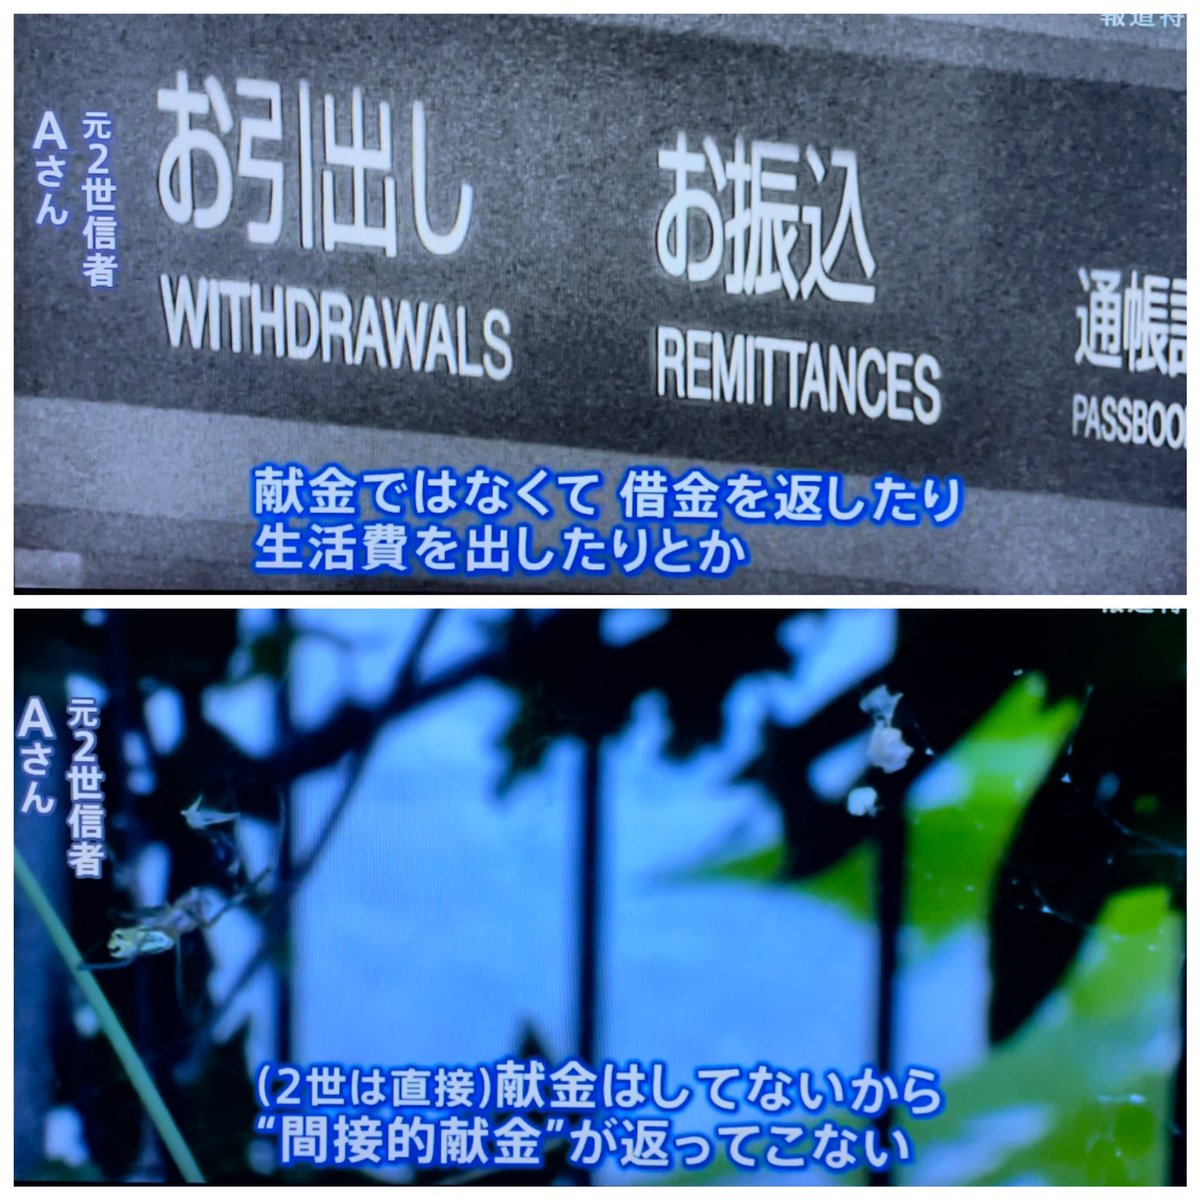 報道特
元2世信者
Aさん
お引出し
WITHDRAWALS
お振込
REMITTANCES
通帳記
PASSBOO
献金ではなくて 借金を返したり
生活費を出したりとか
元2世信者
Aさん
(2世は直接)献金はしてないから
“間接的献金”が返ってこない